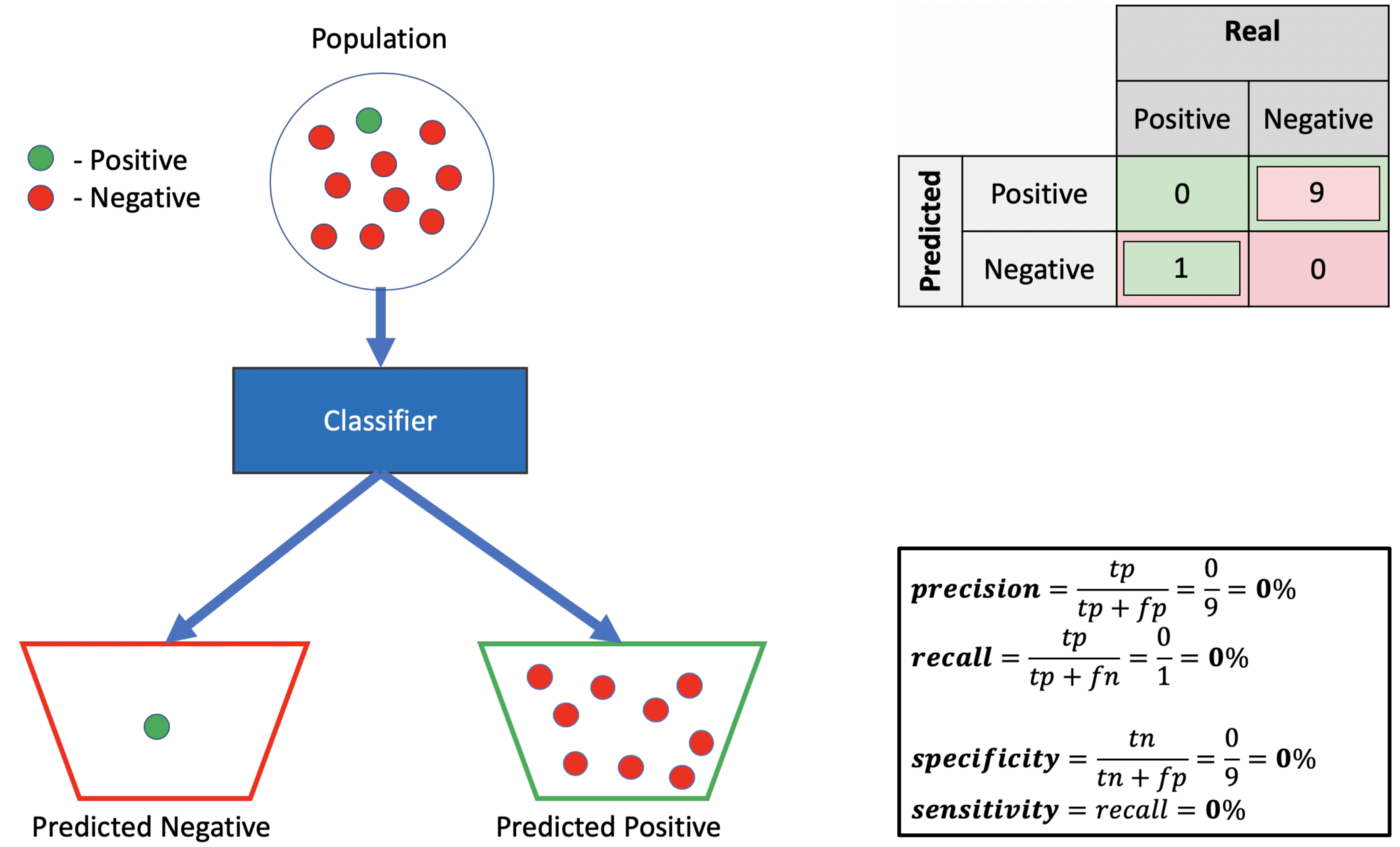 Population
- Positive
- Negative
Classifier
Predicted Negative
Predicted Positive
Real
Positive Negative
Predicted
Positive 0 9
Negative 1 0
precision = tp / (tp + fp) = 0/9 = 0%
recall = tp / (tp + fn) = 0/1 = 0%
specificity = tn / (tn + fp) = 0/9 = 0%
sensitivity = recall = 0%